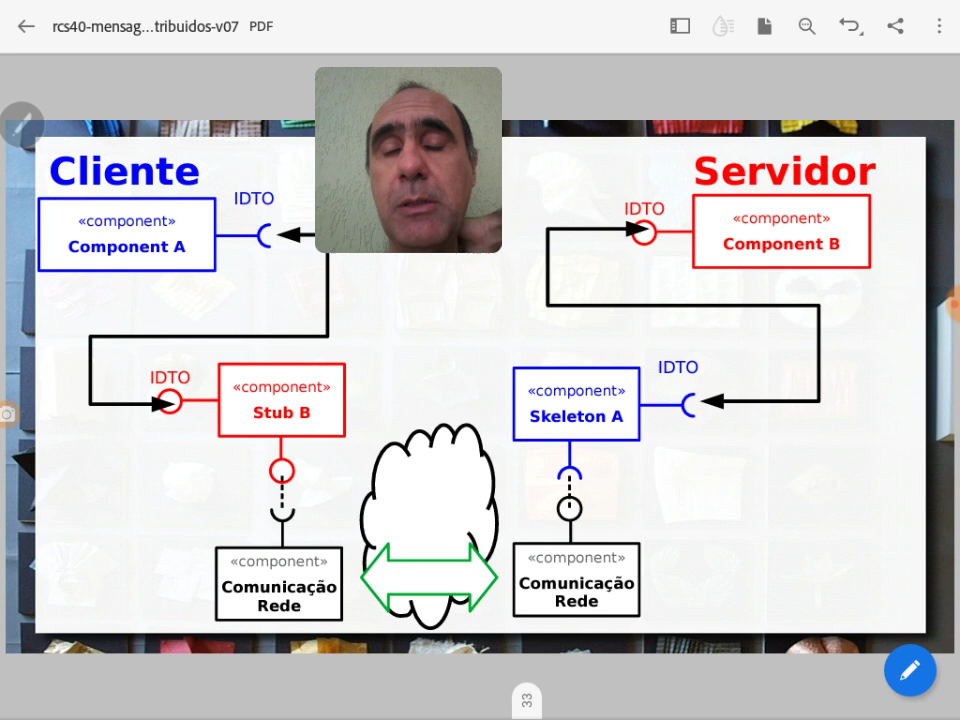 rcs40-mensag...tribuidos-v07 PDF
Cliente
Servidor
IDTO
«component»
Component A
IDTO
«component»
Component B
IDTO
«component»
Stub B
«component»
Skeleton A
IDTO
«component»
Comunicação
Rede
«component»
Comunicação
Rede
33